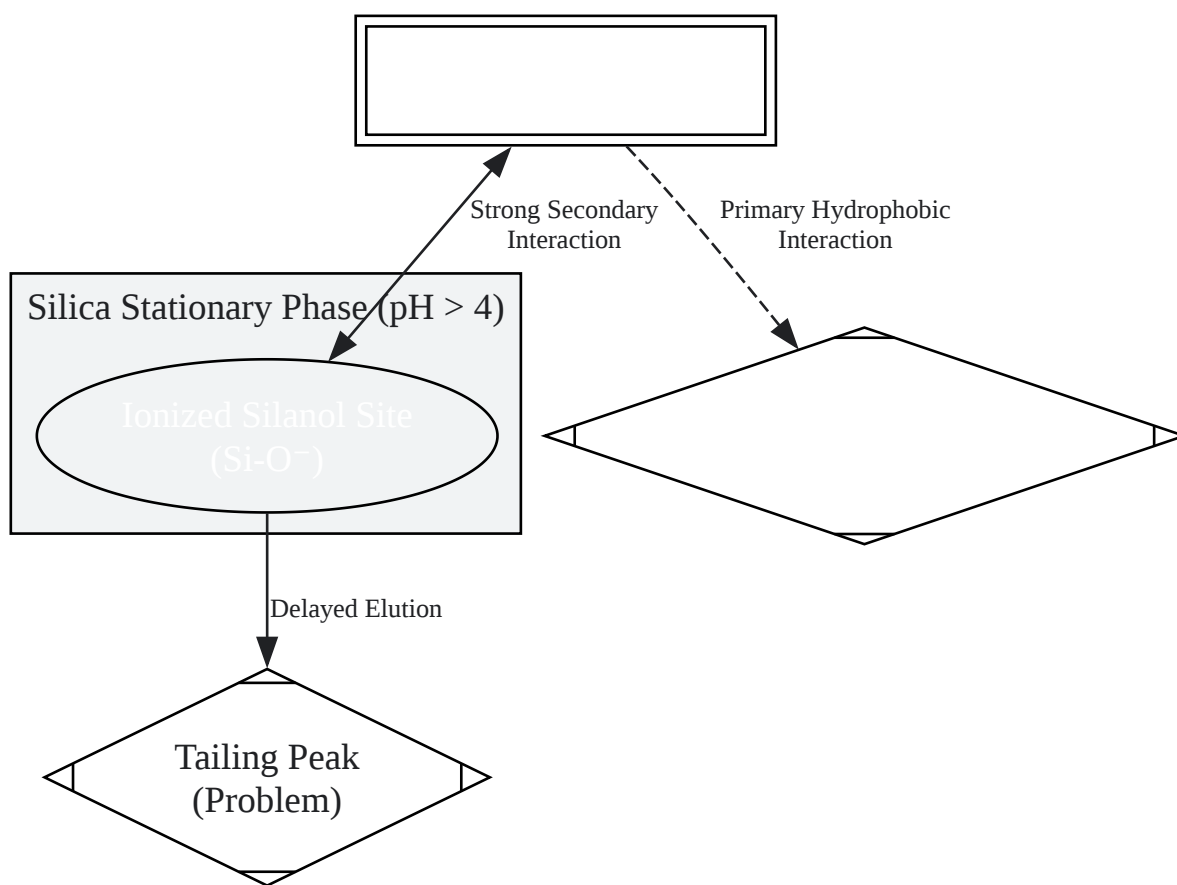 Strong Secondary
Interaction
Primary Hydrophobic
Interaction
Silica Stationary Phase (pH > 4)
Ionized Silanol Site
(Si-O⁻)
Delayed Elution
Tailing Peak
(Problem)